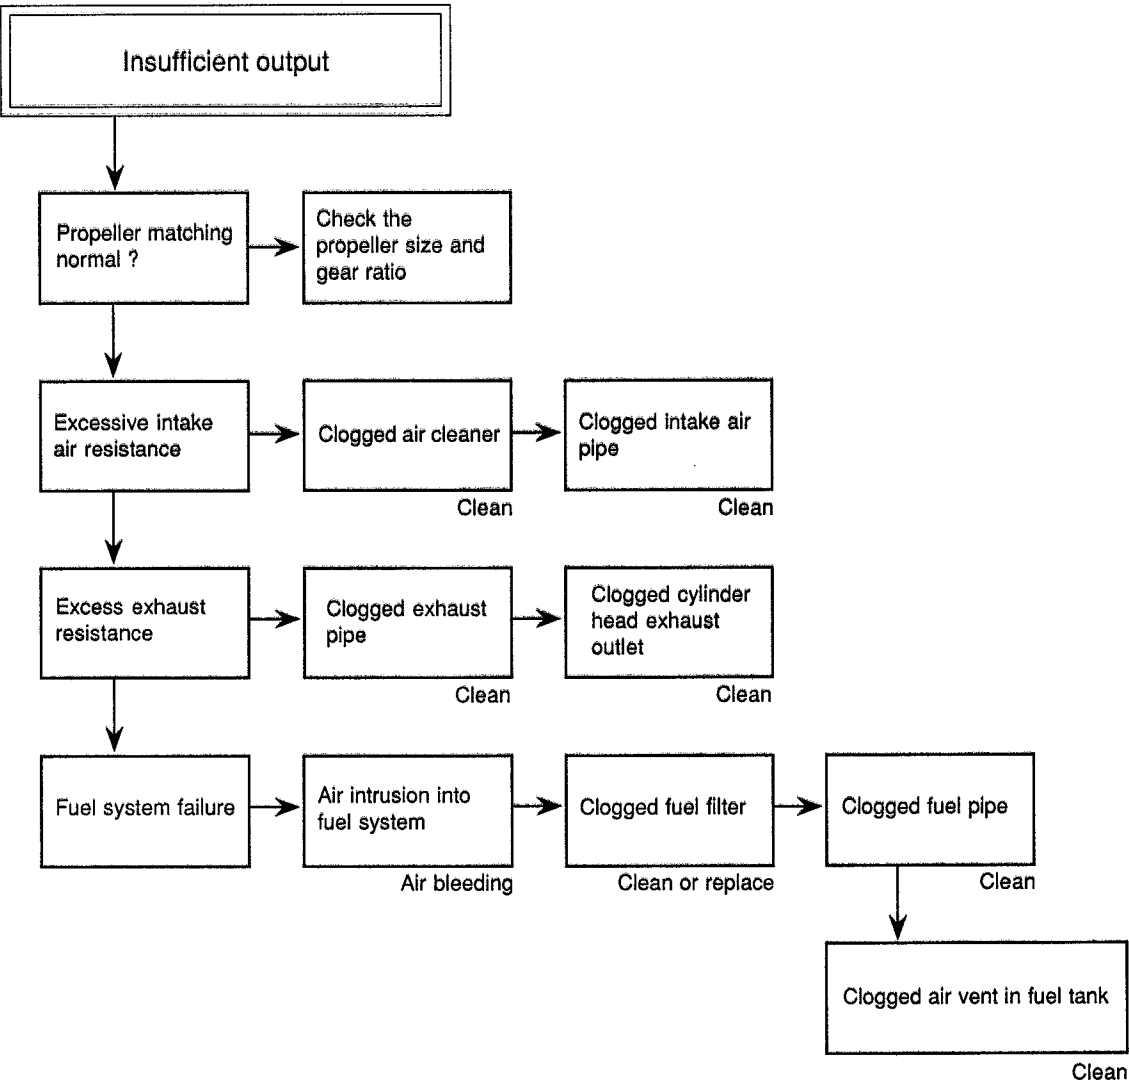 Insufficient output
Propeller matching
normal ?
Check the
propeller size and
gear ratio
Excessive intake
air resistance
Clogged air cleaner
Clean
Clogged intake air
pipe
Clean
Excess exhaust
resistance
Clogged exhaust
pipe
Clean
Clogged cylinder
head exhaust
outlet
Clean
Fuel system failure
Air intrusion into
fuel system
Air bleeding
Clogged fuel filter
Clean or replace
Clogged fuel pipe
Clean
Clogged air vent in fuel tank
Clean